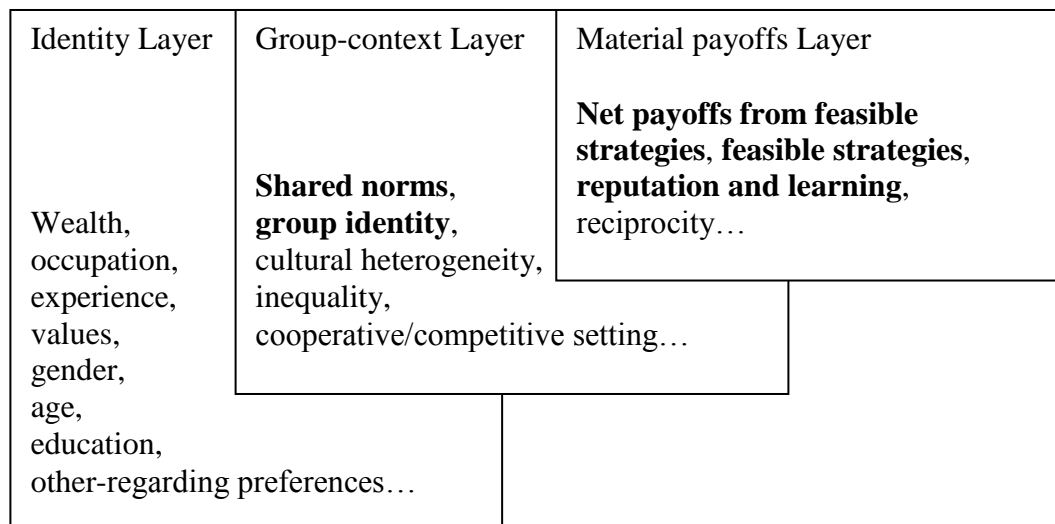 Identity Layer
Wealth,
occupation,
experience,
values,
gender,
age,
education,
other-regarding preferences…
Group-context Layer
Shared norms,
group identity,
cultural heterogeneity,
inequality,
cooperative/competitive setting…
Material payoffs Layer
Net payoffs from feasible
strategies, feasible strategies,
reputation and learning,
reciprocity…